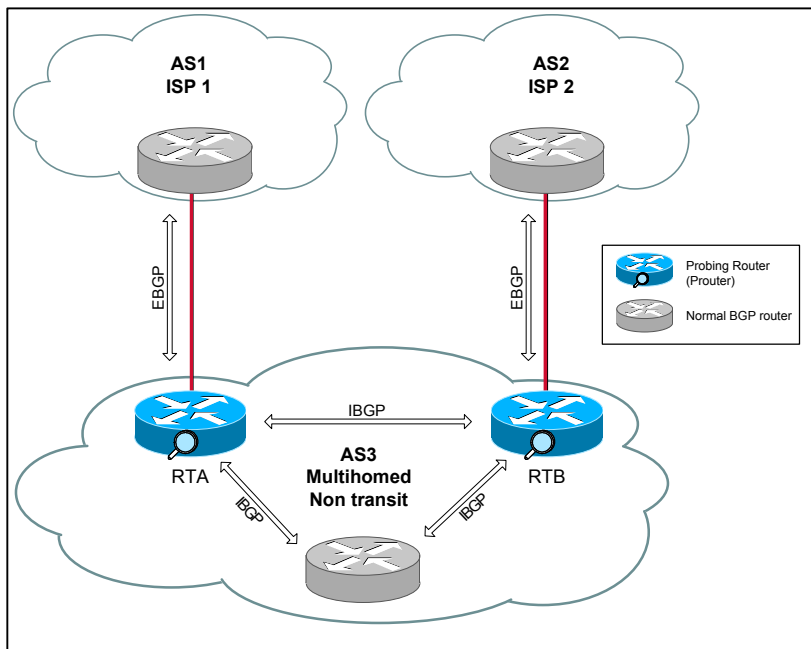 AS1
ISP 1
AS2
ISP 2
EBGP
EBGP
Probing Router
(Prouter)
Normal BGP router
IBGP
RTA
AS3
Multihomed
Non transit
RTB
IBGP
IBGP